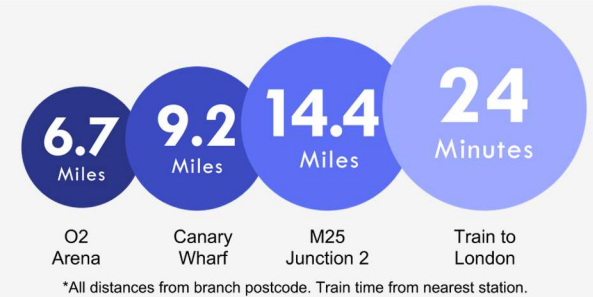 6.7
Miles
9.2
Miles
14.4
Miles
24
Minutes
O2
Arena
Canary
Wharf
M25
Junction 2
Train to
London
*All distances from branch postcode. Train time from nearest station.